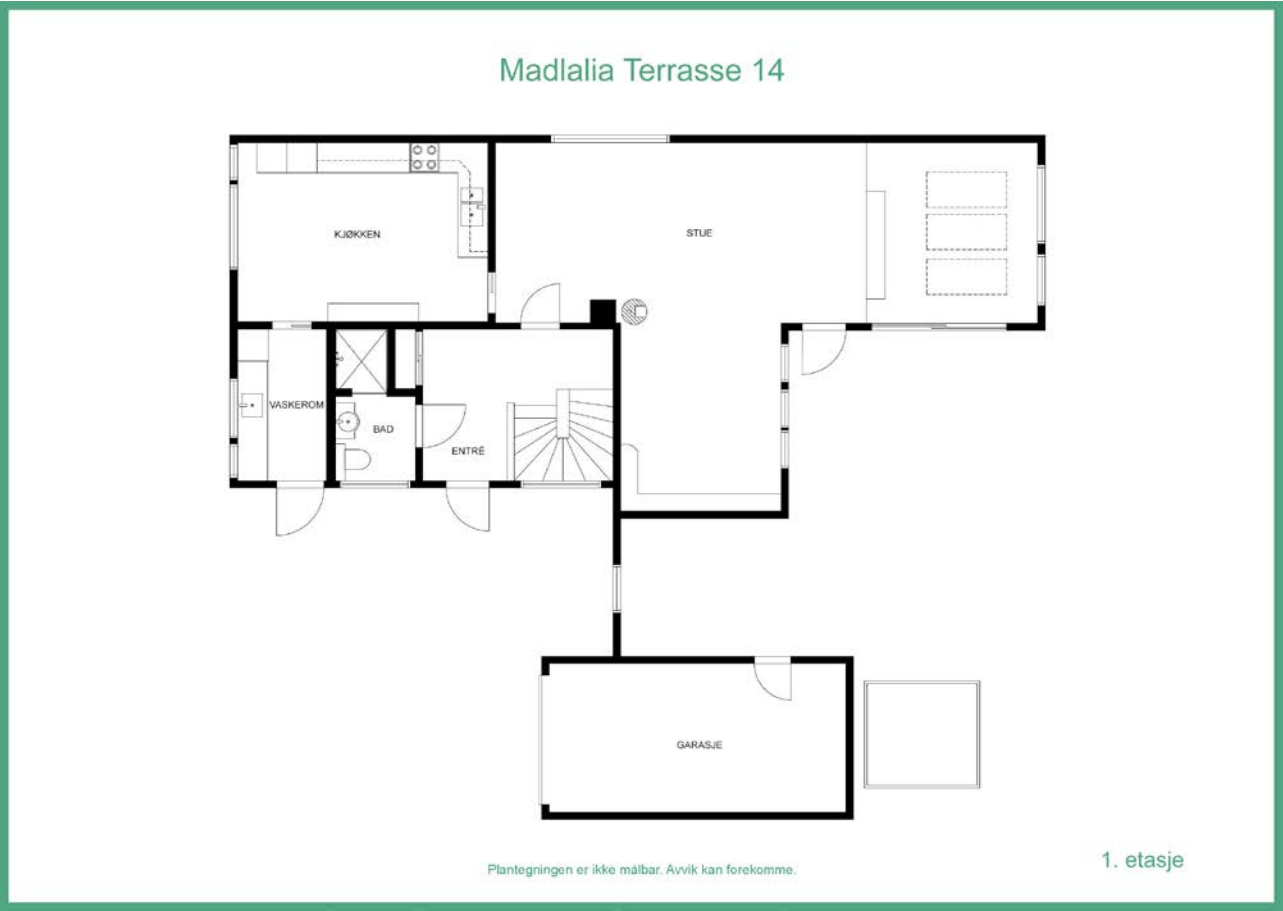 Madlalia Terrasse 14
KJØKKEN
STUE
VASKEROM
BAD
ENTRÉ
GARASJE
Plantegningen er ikke målbar. Avvik kan forekomme.
1. etasje